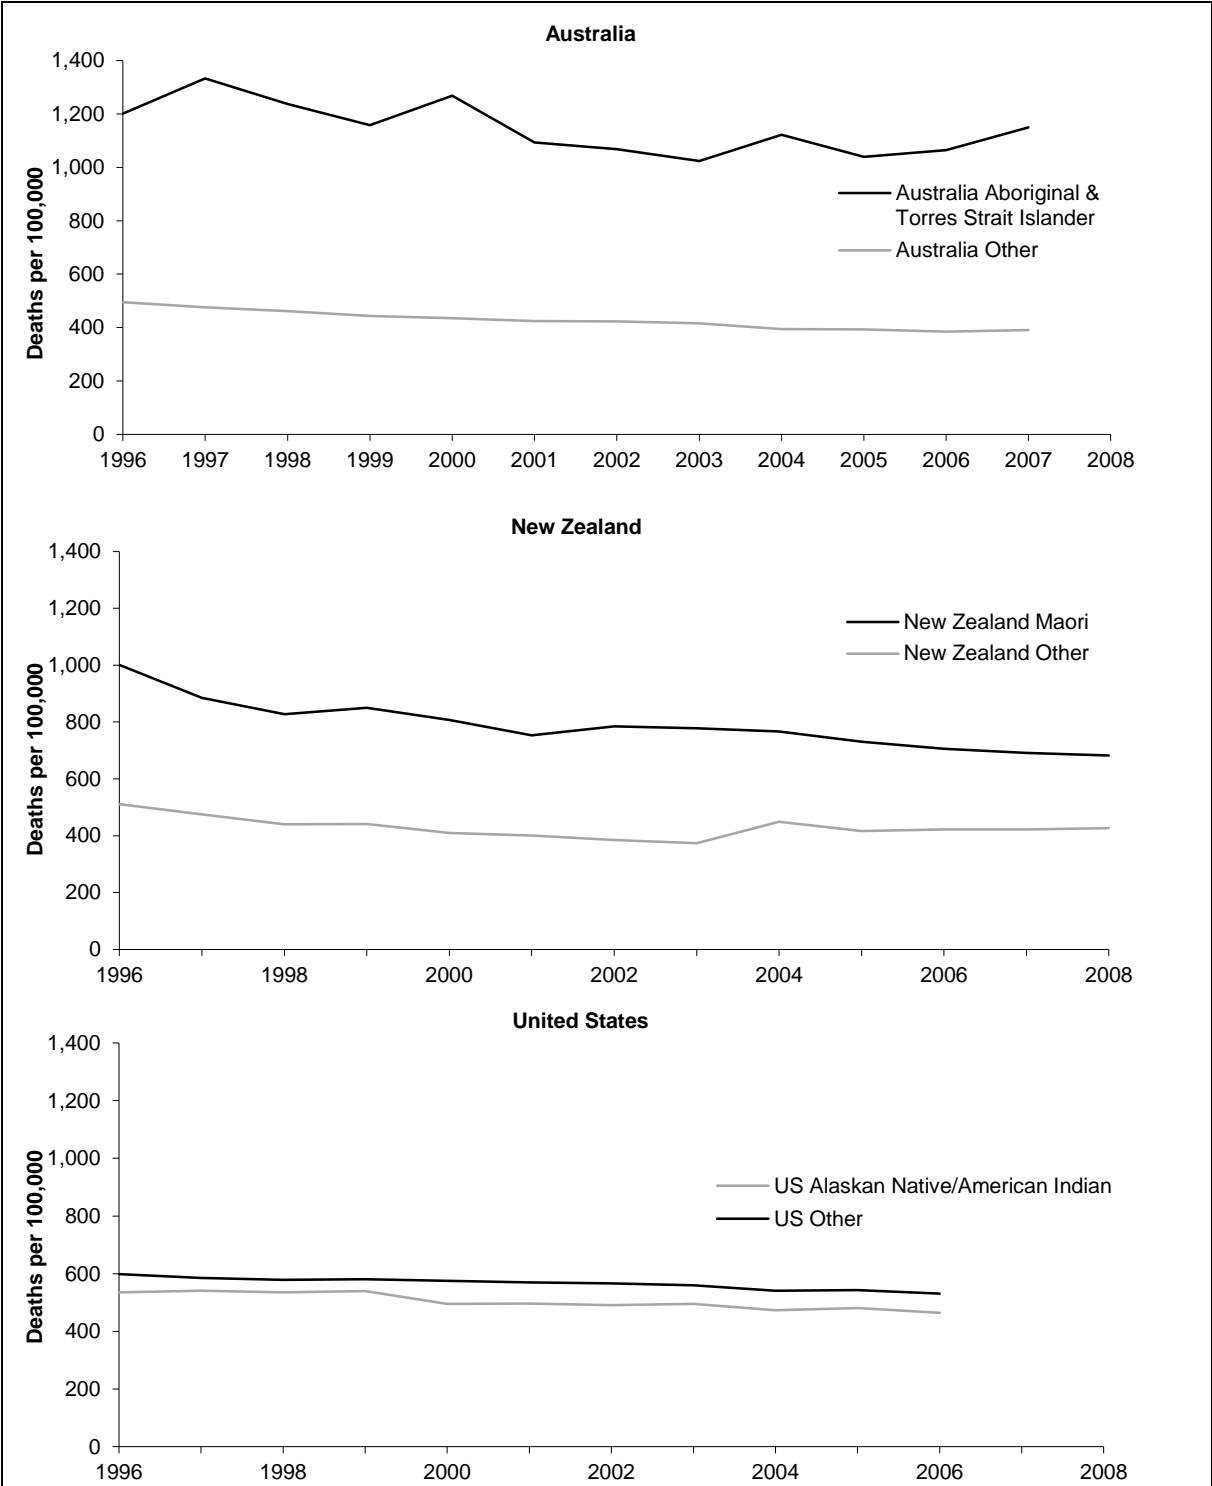 Australia
Deaths per 100,000
1,400
1,200
1,000
800
600
400
200
0
Australia Aboriginal &
Torres Strait Islander
Australia Other
1996 1997 1998 1999 2000 2001 2002 2003 2004 2005 2006 2007 2008
New Zealand
Deaths per 100,000
1,400
1,200
1,000
800
600
400
200
0
New Zealand Maori
New Zealand Other
1996 1998 2000 2002 2004 2006 2008
United States
Deaths per 100,000
1,400
1,200
1,000
800
600
400
200
0
US Alaskan Native/American Indian
US Other
1996 1998 2000 2002 2004 2006 2008